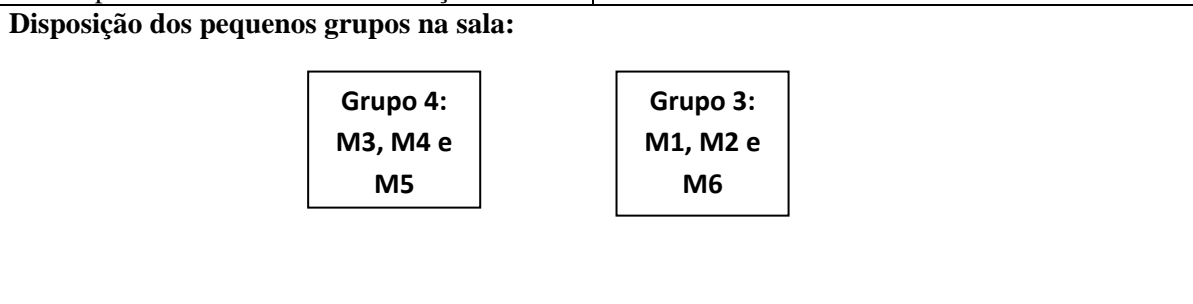 Disposição dos pequenos grupos na sala:
Grupo 4:
M3, M4 e
M5
Grupo 3:
M1, M2 e
M6